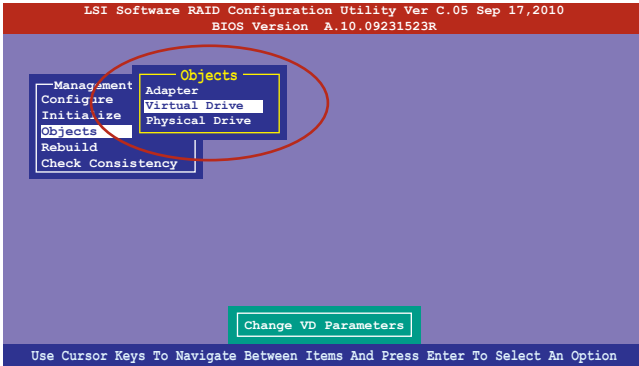 LSI Software RAID Configuration Utility Ver C.05 Sep 17,2010
BIOS Version A.10.09231523R
Management
Configure
Initialize
Objects
Rebuild
Check Consistency
Objects
Adapter
Virtual Drive
Physical Drive
Change VD Parameters
Use Cursor Keys To Navigate Between Items And Press Enter To Select An Option